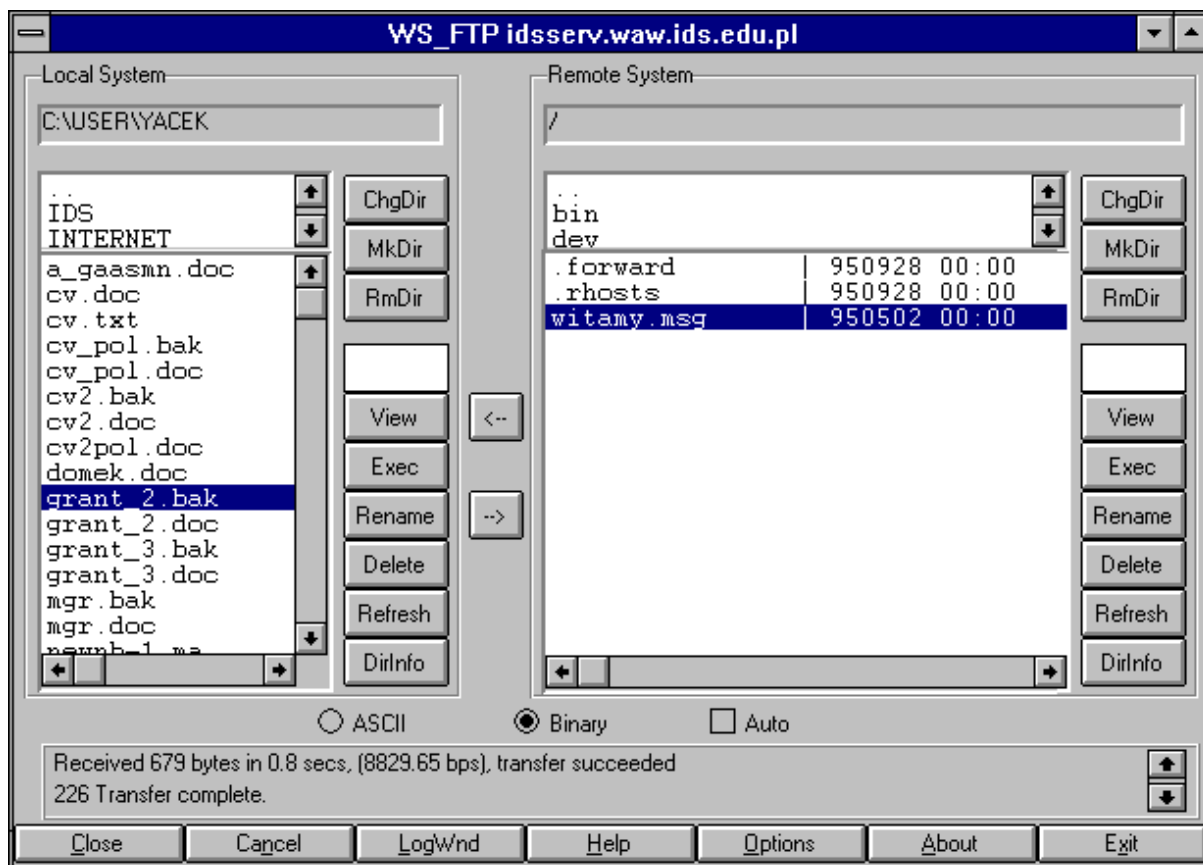 WS_FTP idsserv.waw.ids.edu.pl
Local System
C:\USER\YACEK
..
IDS
INTERNET
ChgDir
MkDir
RmDir
a_gaasmn.doc
cv.doc
cv.txt
cv_pol.bak
cv_pol.doc
cv2.bak
cv2.doc
cv2pol.doc
domek.doc
grant_2.bak
grant_2.doc
grant_3.bak
grant_3.doc
mgr.bak
mgr.doc
View
Exec
Rename
Delete
Refresh
DirInfo
<--
-->
Remote System
/
..
bin
dev
ChgDir
MkDir
RmDir
.forward | 950928 00:00
.rhosts | 950928 00:00
witamy.msg | 950502 00:00
View
Exec
Rename
Delete
Refresh
DirInfo
ASCII Binary Auto
Received 679 bytes in 0.8 secs, (8829.65 bps), transfer succeeded
226 Transfer complete.
Close Cancel LogWnd Help Options About Exit